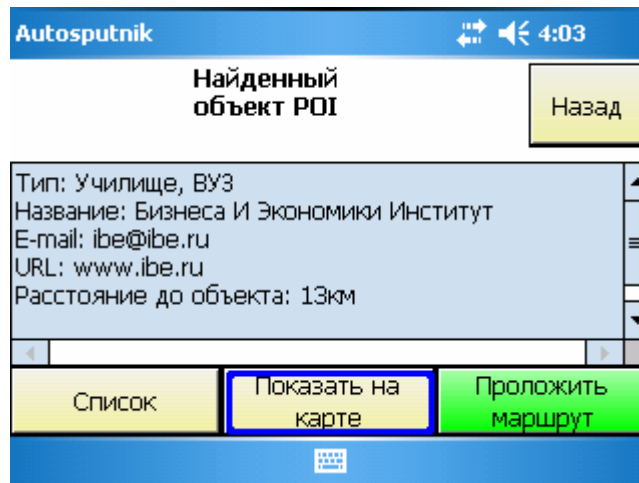 Autosputnik 4:03
Найденный
объект POI
Назад
Тип: Училище, ВУЗ
Название: Бизнеса И Экономики Институт
E-mail: ibe@ibe.ru
URL: www.ibe.ru
Расстояние до объекта: 13км
Список
Показать на
карте
Проложить
маршрут